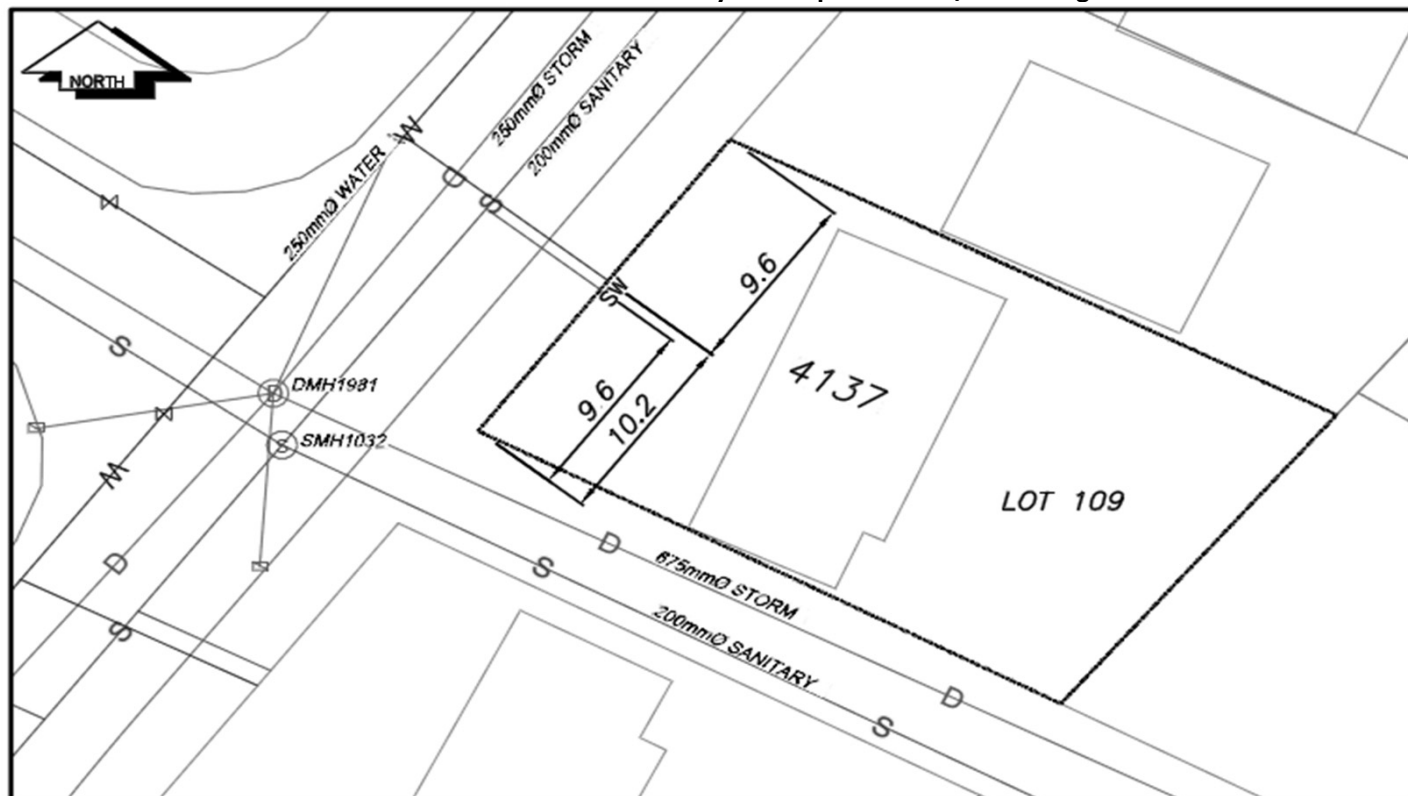 NORTH
250mmØ STORM
200mmØ SANITARY
W
250mmØ WATER
D
S
9.6
SW
S
4137
DMH1981
D
9.6
10.2
SMH1032
S
W
LOT 109
D
D
S
675mmØ STORM
S
200mmØ SANITARY
D
S